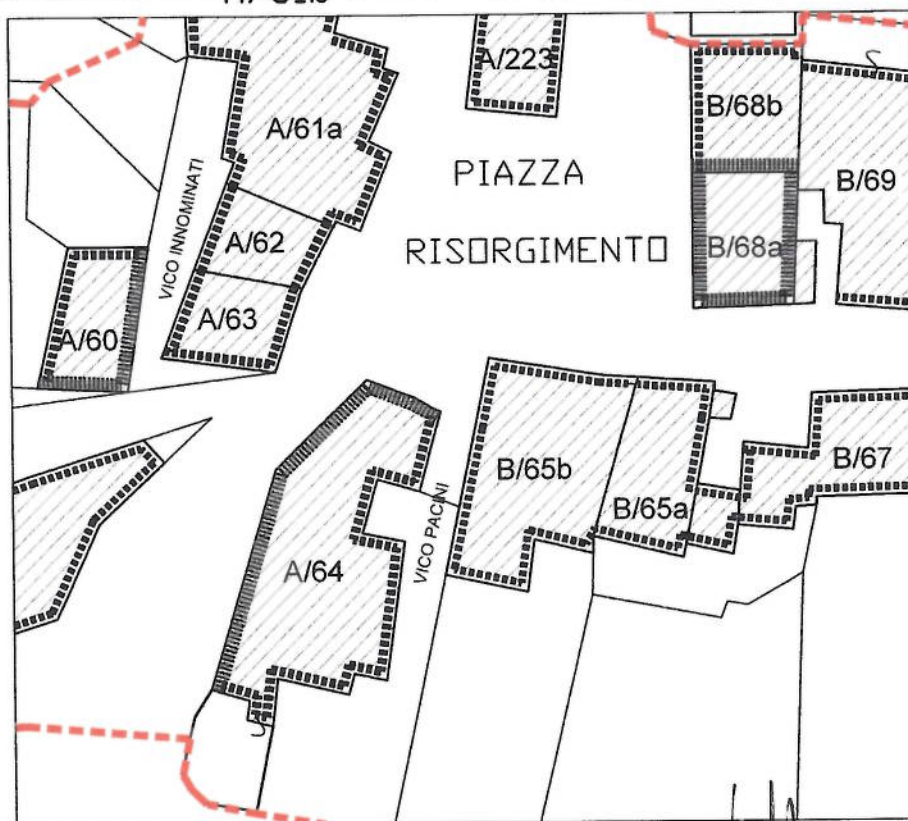 A/223
B/68b
A/61a
PIAZZA
B/69
VICO INNOMINATI
A/62
RISORGIMENTO
B/68a
A/63
A/60
B/65b
B/67
B/65a
VICO PACINI
A/64